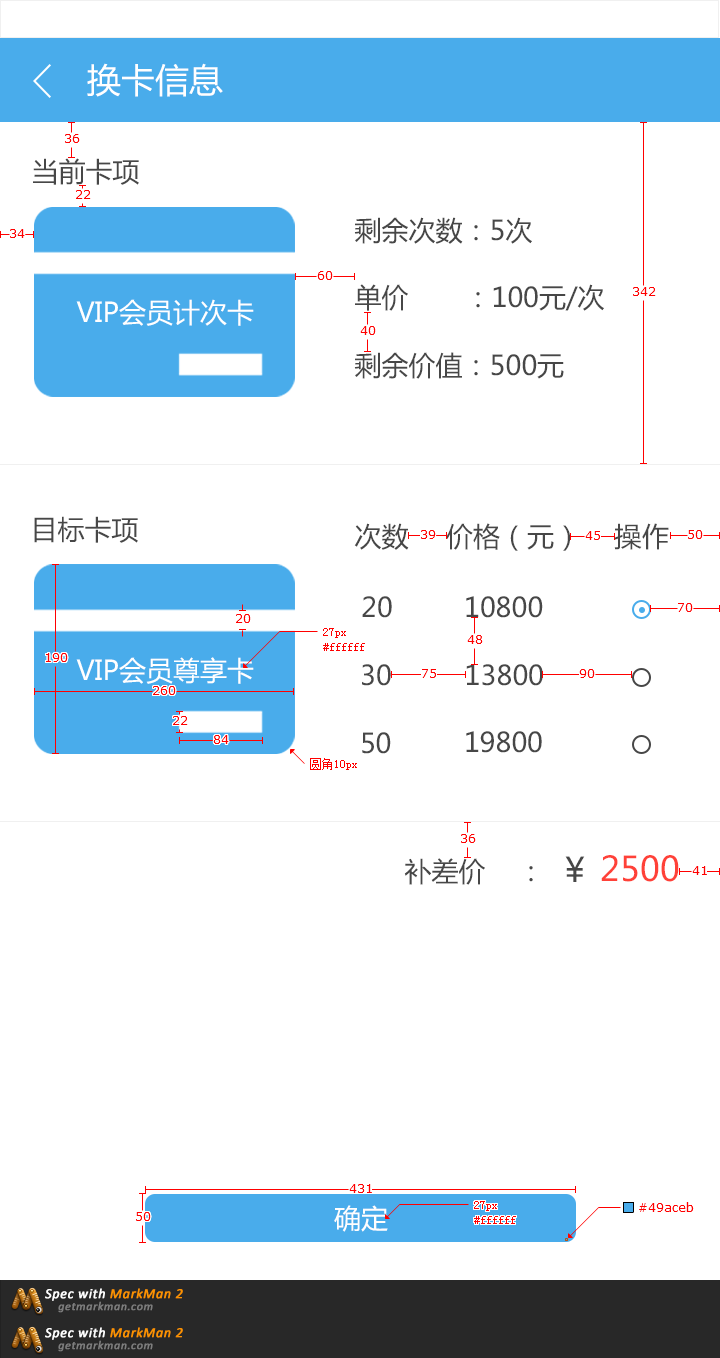 换卡信息
36
当前卡项
22
34
剩余次数：5次
60
342
单价 ：100元/次
VIP会员计次卡
40
剩余价值：500元
目标卡项
次数 39 价格（元） 45 操作 50
20 10800 70
20
27px
#ffffff
48
190
VIP会员尊享卡
30 75 13800 90
260
22
84
50 19800
圆角10px
36
补差价 ： ¥ 2500 41
431
50
确定
27px
#ffffff
#49aceb
Spec with MarkMan 2
getmarkman.com
Spec with MarkMan 2
getmarkman.com